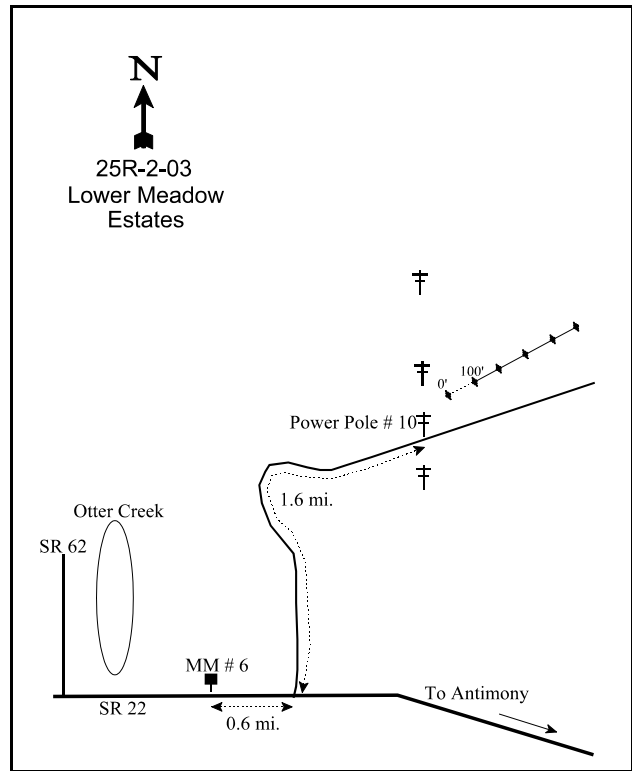 N
25R-2-03
Lower Meadow
Estates
100'
0'
Power Pole # 10
1.6 mi.
Otter Creek
SR 62
MM # 6
To Antimony
SR 22
0.6 mi.